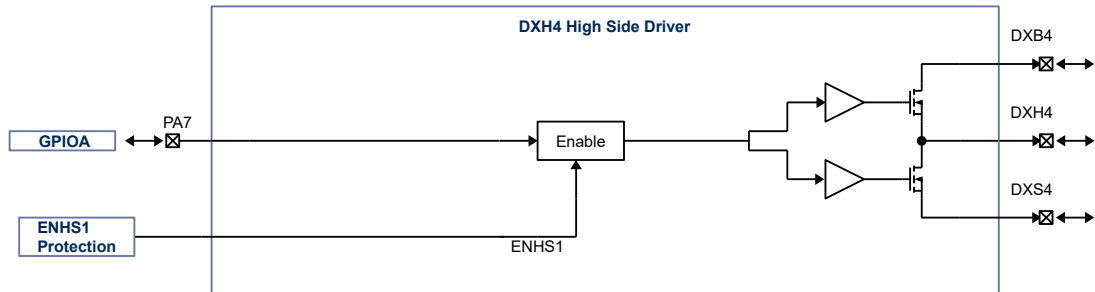 DXH4 High Side Driver
DXB4
PA7
DXH4
GPIOA
Enable
DXS4
ENHS1
Protection
ENHS1